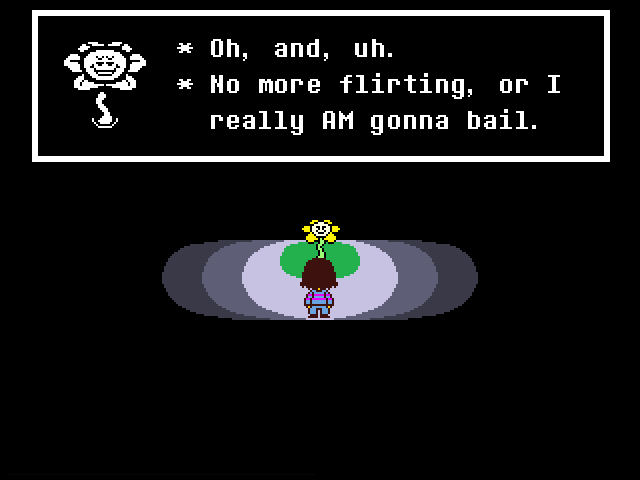 * Oh, and, uh.
* No more flirting, or I
really AM gonna bail.